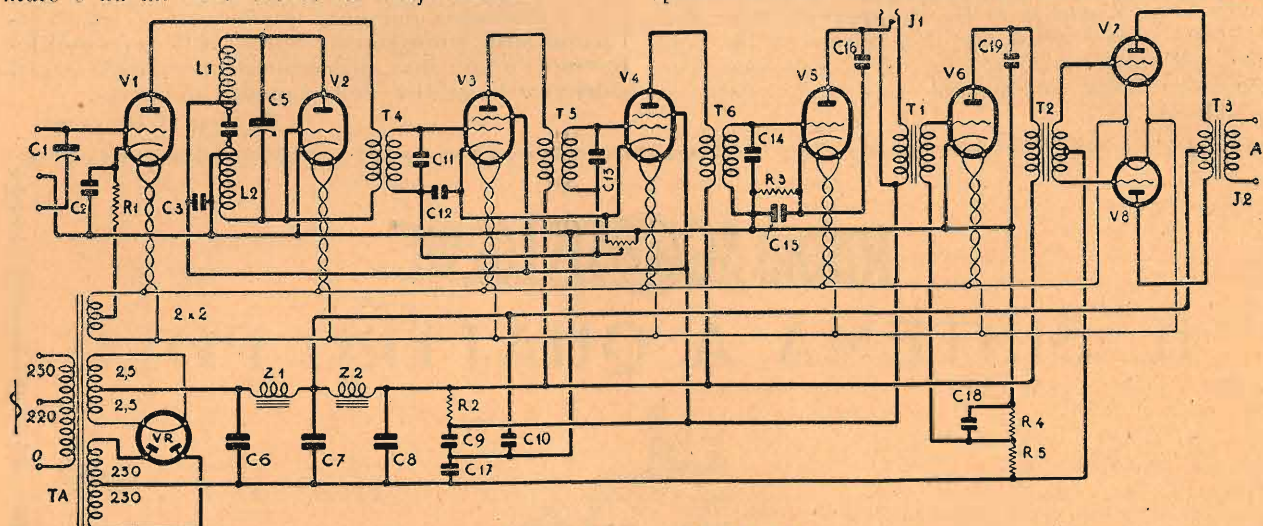 V1
L1
V2
C5
T4
V3
T5
V4
T6
C16
J1
V5
T1
C19
V6
T2
V7
T3
A
J2
V8
C1
C2
R1
C3
L2
C11
C12
C13
C14
R3
C15
2 x 2
230
220
0
TA
2,5
2,5
VR
230
230
Z1
Z2
C6
C7
C8
R2
C9
C10
C17
C18
R4
R5